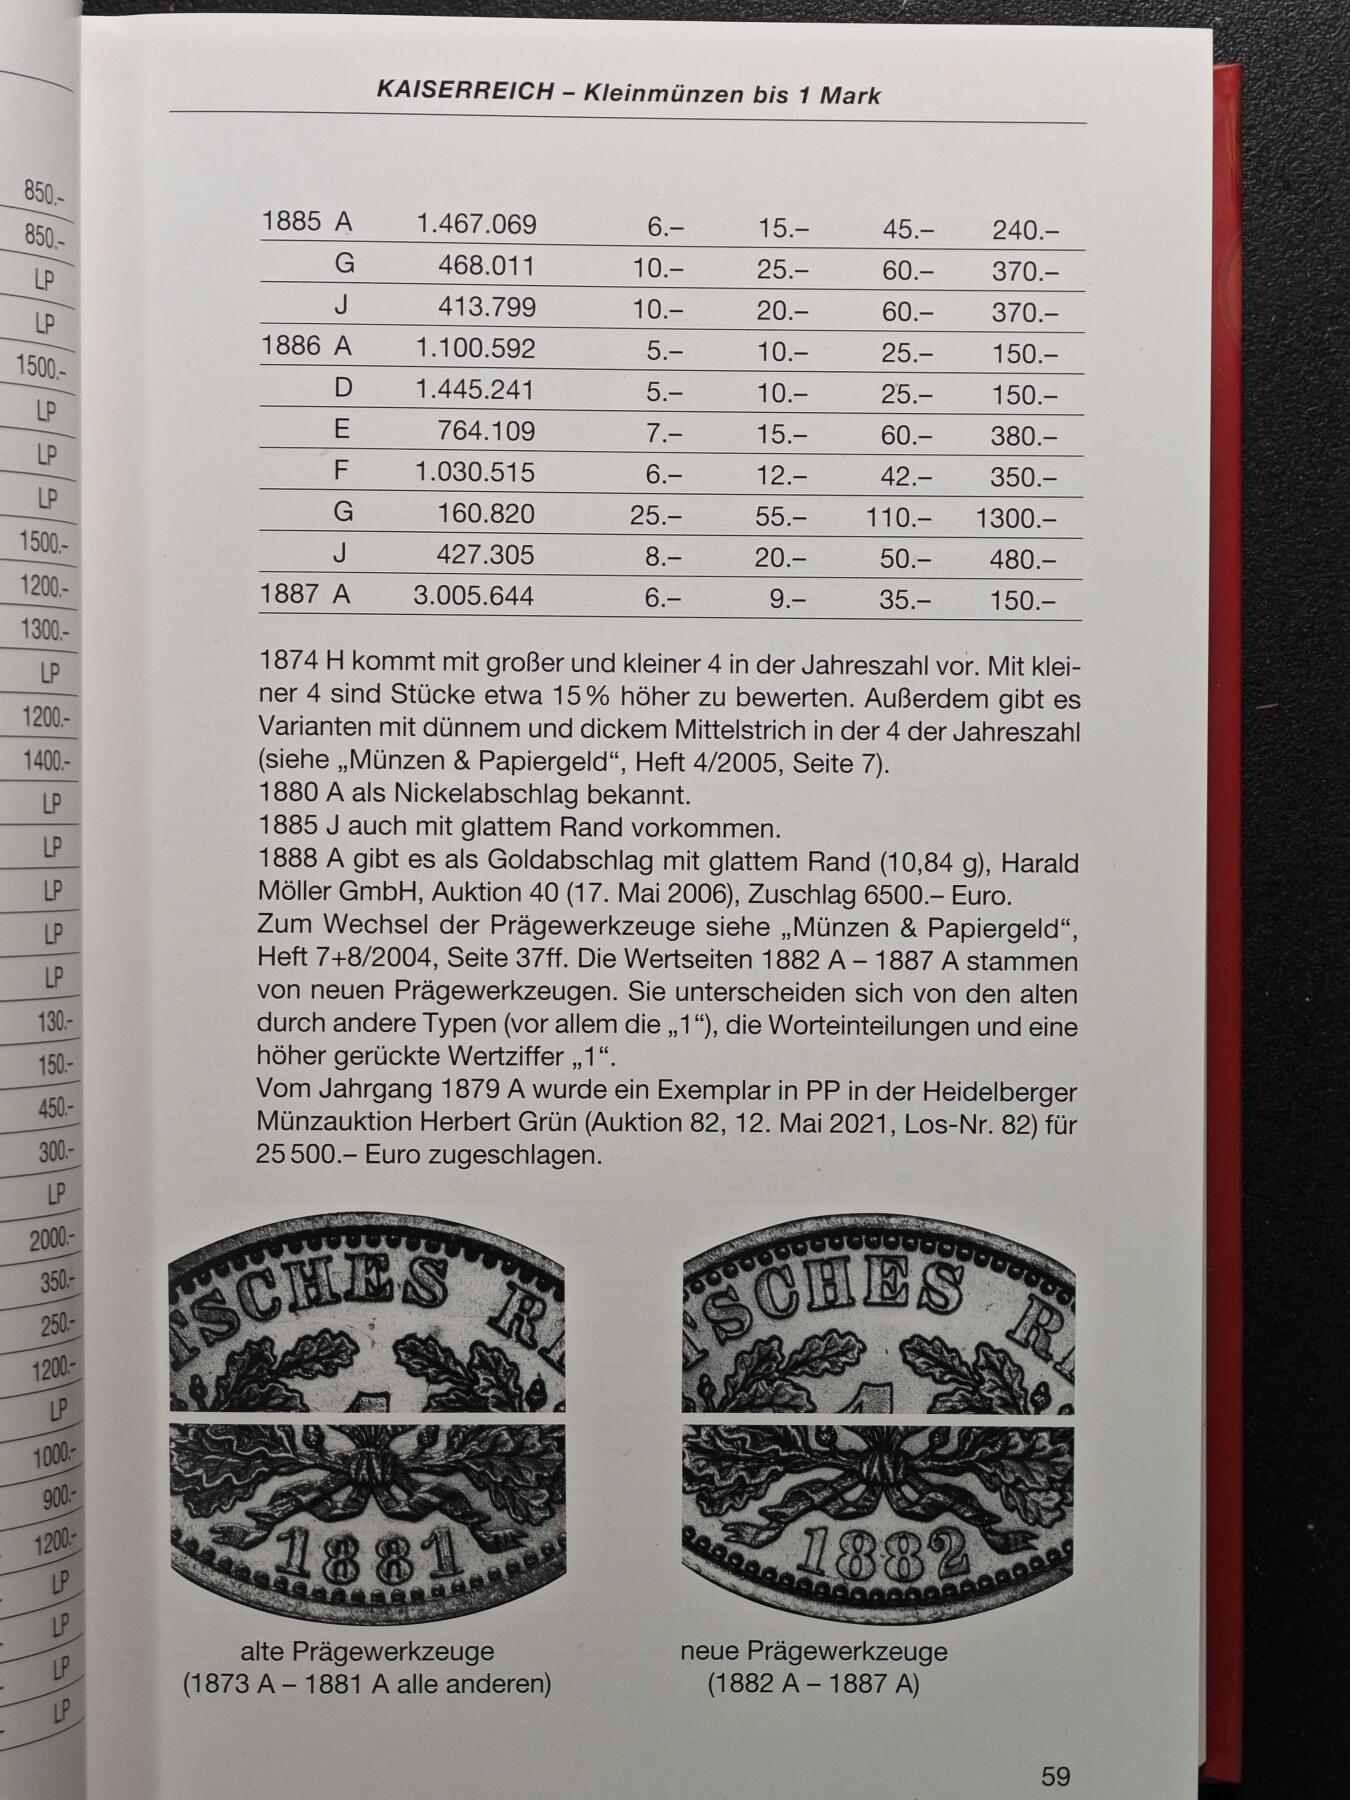 850.–
850.–
LP
LP
1500.–
LP
LP
LP
1500.–
1200.–
1300.–
LP
1200.–
1400.–
LP
LP
LP
LP
LP
130.–
150.–
450.–
300.–
LP
2000.–
350.–
250.–
1200.–
LP
1000.–
900.–
1200.–
LP
LP
LP
LP
KAISERREICH – Kleinmünzen bis 1 Mark
1885 A 1.467.069 6.– 15.– 45.– 240.–
G 468.011 10.– 25.– 60.– 370.–
J 413.799 10.– 20.– 60.– 370.–
1886 A 1.100.592 5.– 10.– 25.– 150.–
D 1.445.241 5.– 10.– 25.– 150.–
E 764.109 7.– 15.– 60.– 380.–
F 1.030.515 6.– 12.– 42.– 350.–
G 160.820 25.– 55.– 110.– 1300.–
J 427.305 8.– 20.– 50.– 480.–
1887 A 3.005.644 6.– 9.– 35.– 150.–
1874 H kommt mit großer und kleiner 4 in der Jahreszahl vor. Mit klei-
ner 4 sind Stücke etwa 15 % höher zu bewerten. Außerdem gibt es
Varianten mit dünnem und dickem Mittelstrich in der 4 der Jahreszahl
(siehe „Münzen & Papiergeld“, Heft 4/2005, Seite 7).
1880 A als Nickelabschlag bekannt.
1885 J auch mit glattem Rand vorkommen.
1888 A gibt es als Goldabschlag mit glattem Rand (10,84 g), Harald
Möller GmbH, Auktion 40 (17. Mai 2006), Zuschlag 6500.– Euro.
Zum Wechsel der Prägewerkzeuge siehe „Münzen & Papiergeld“,
Heft 7+8/2004, Seite 37ff. Die Wertseiten 1882 A – 1887 A stammen
von neuen Prägewerkzeugen. Sie unterscheiden sich von den alten
durch andere Typen (vor allem die „1“), die Worteinteilungen und eine
höher gerückte Wertziffer „1“.
Vom Jahrgang 1879 A wurde ein Exemplar in PP in der Heidelberger
Münzauktion Herbert Grün (Auktion 82, 12. Mai 2021, Los-Nr. 82) für
25 500.– Euro zugeschlagen.
TSCHES R
1
1881
TSCHES R
1
1882
alte Prägewerkzeuge
(1873 A – 1881 A alle anderen)
neue Prägewerkzeuge
(1882 A – 1887 A)
59